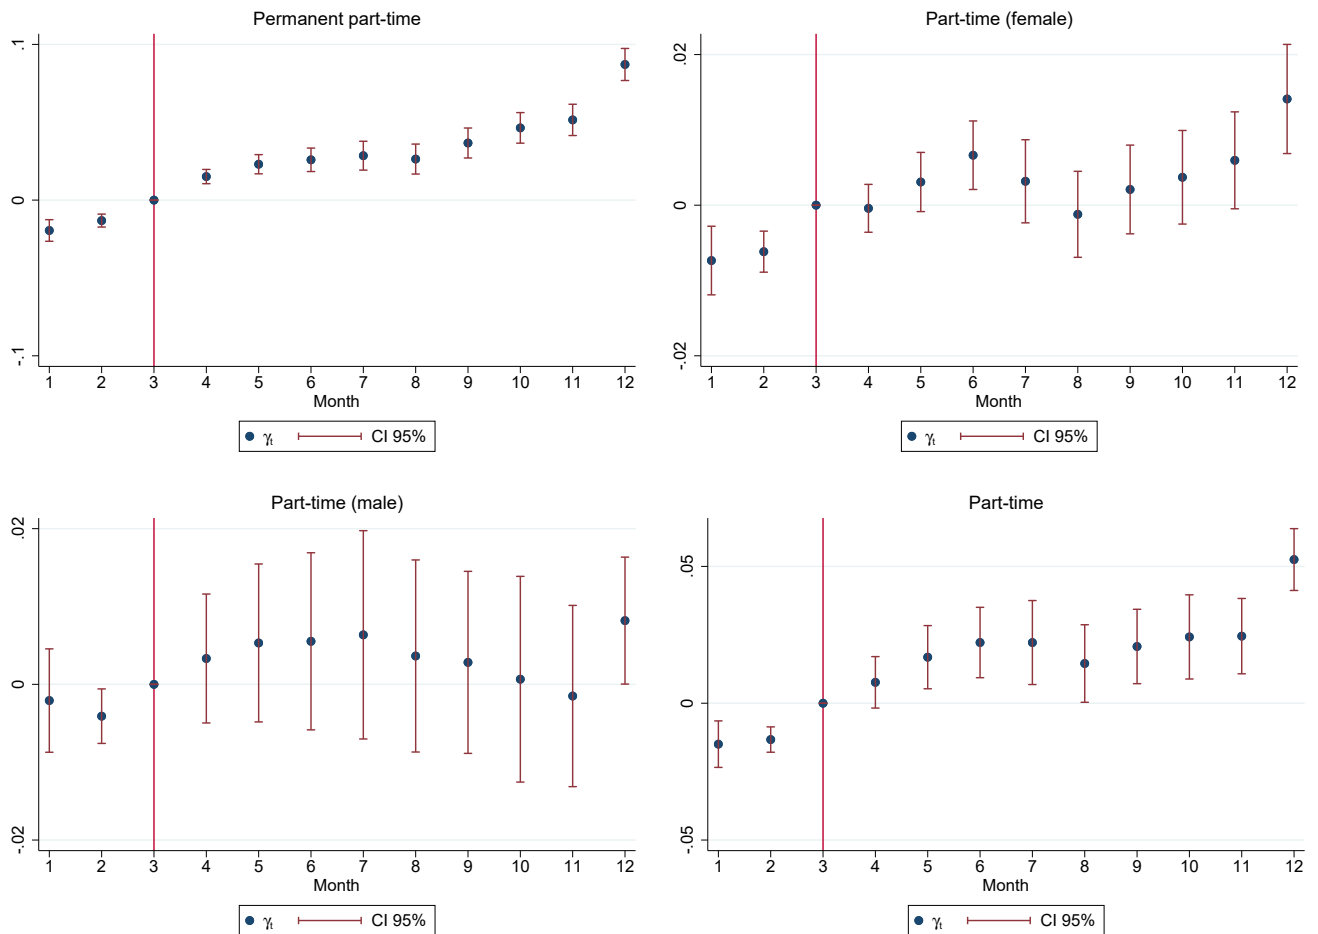 Permanent part-time
.1
0
-.1
1 2 3 4 5 6 7 8 9 10 11 12
Month
γt CI 95%
Part-time (female)
.02
0
-.02
1 2 3 4 5 6 7 8 9 10 11 12
Month
γt CI 95%
Part-time (male)
.02
0
-.02
1 2 3 4 5 6 7 8 9 10 11 12
Month
γt CI 95%
Part-time
.05
0
-.05
1 2 3 4 5 6 7 8 9 10 11 12
Month
γt CI 95%